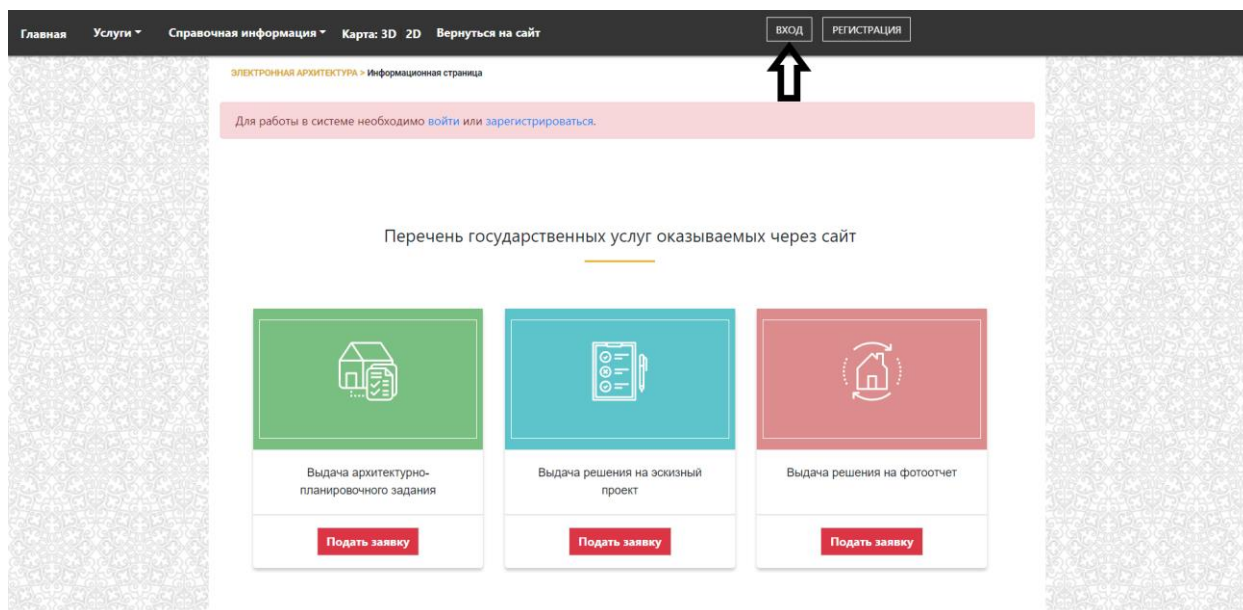 Главная Услуги Справочная информация Карта: 3D 2D Вернуться на сайт ВХОД РЕГИСТРАЦИЯ
ЭЛЕКТРОННАЯ АРХИТЕКТУРА > Информационная страница
Для работы в системе необходимо войти или зарегистрироваться.
Перечень государственных услуг оказываемых через сайт
Выдача архитектурно-
планировочного задания
Подать заявку
Выдача решения на эскизный
проект
Подать заявку
Выдача решения на фотоотчет
Подать заявку